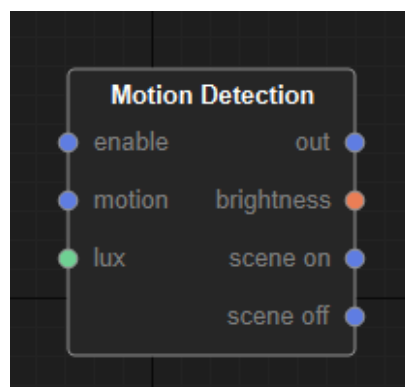 Motion Detection
enable out
motion brightness
lux scene on
scene off